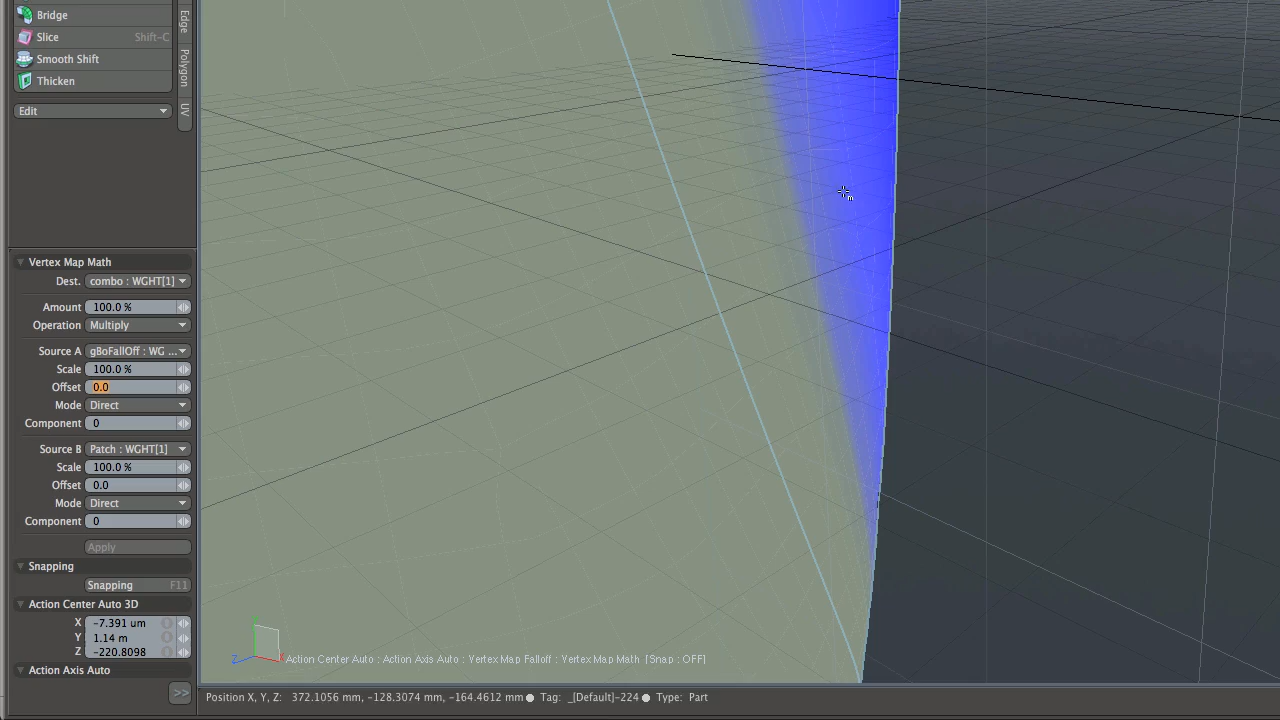 Bridge
Slice Shift-C
Smooth Shift
Thicken
Edit
Edge
Polygon
UV
Vertex Map Math
Dest. combo : WGHT[1]
Amount 100.0 %
Operation Multiply
Source A gBoFallOff : WG ...
Scale 100.0 %
Offset 0.0
Mode Direct
Component 0
Source B Patch : WGHT[1]
Scale 100.0 %
Offset 0.0
Mode Direct
Component 0
Apply
Snapping
Snapping F11
Action Center Auto 3D
X -7.391 um
Y 1.14 m
Z -220.8098
Action Axis Auto
>>
Z X
Action Center Auto : Action Axis Auto : Vertex Map Falloff : Vertex Map Math [Snap : OFF]
Position X, Y, Z: 372.1056 mm, -128.3074 mm, -164.4612 mm Tag: _[Default]-224 Type: Part